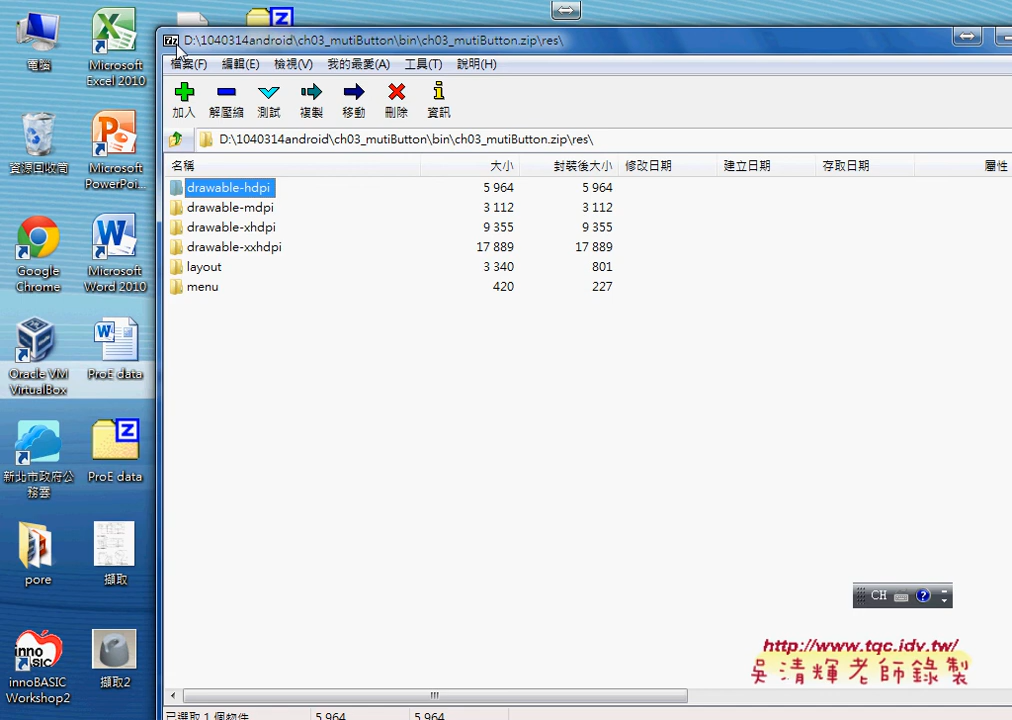 D:\1040314android\ch03_mutiButton\bin\ch03_mutiButton.zip\res\
檔案(F) 編輯(E) 檢視(V) 我的最愛(A) 工具(T) 說明(H)
加入 解壓縮 測試 複製 移動 刪除 資訊
D:\1040314android\ch03_mutiButton\bin\ch03_mutiButton.zip\res\
名稱 大小 封裝後大小 修改日期 建立日期 存取日期 屬性
drawable-hdpi 5 964 5 964
drawable-mdpi 3 112 3 112
drawable-xhdpi 9 355 9 355
drawable-xxhdpi 17 889 17 889
layout 3 340 801
menu 420 227
已選取 1 個物件 5 964 5 964
電腦
Microsoft
Excel 2010
資源回收筒
Microsoft
PowerPoi...
Google
Chrome
Microsoft
Word 2010
Oracle VM
VirtualBox
ProE data
新北市政府公
務雲
ProE data
pore
擷取
innoBASIC
Workshop2
擷取2
CH
http://www.tqc.idv.tw/
吳清輝老師錄製